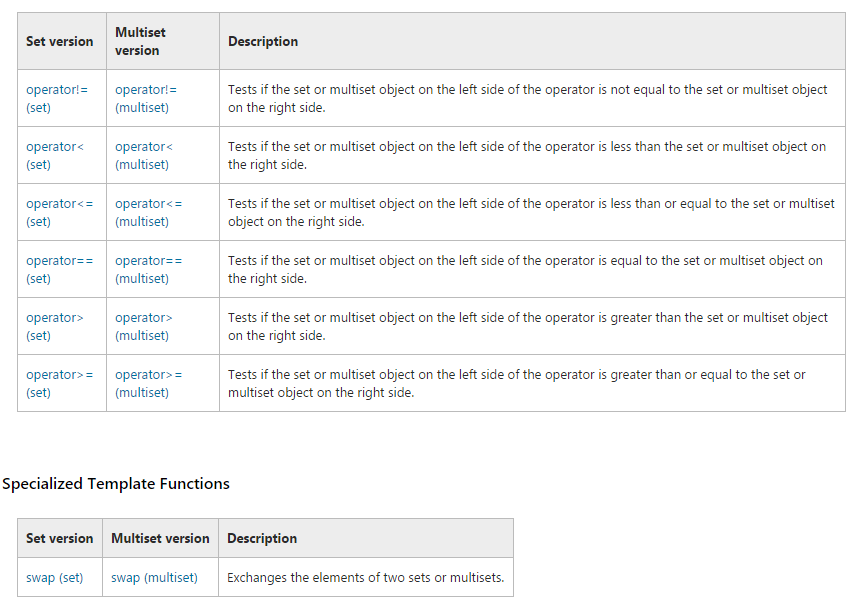 Set version Multiset version Description
operator!= (set) operator!= (multiset) Tests if the set or multiset object on the left side of the operator is not equal to the set or multiset object on the right side.
operator< (set) operator< (multiset) Tests if the set or multiset object on the left side of the operator is less than the set or multiset object on the right side.
operator<= (set) operator<= (multiset) Tests if the set or multiset object on the left side of the operator is less than or equal to the set or multiset object on the right side.
operator== (set) operator== (multiset) Tests if the set or multiset object on the left side of the operator is equal to the set or multiset object on the right side.
operator> (set) operator> (multiset) Tests if the set or multiset object on the left side of the operator is greater than the set or multiset object on the right side.
operator>= (set) operator>= (multiset) Tests if the set or multiset object on the left side of the operator is greater than or equal to the set or multiset object on the right side.
Specialized Template Functions
Set version Multiset version Description
swap (set) swap (multiset) Exchanges the elements of two sets or multisets.